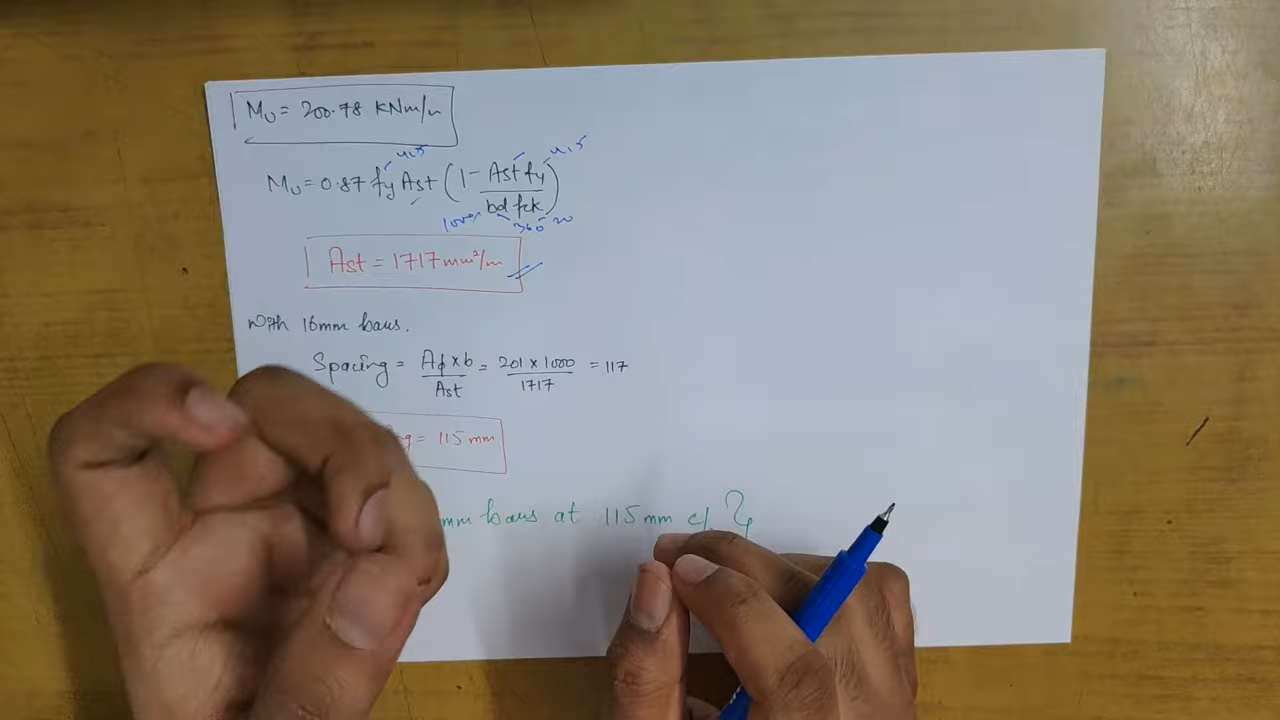 Mu = 200.78 KNm/m
415 415
Mu = 0.87 fy Ast (1 - Ast fy / bd fck)
1000 360 20
Ast = 1717 mm²/m
With 16mm bars.
Spacing = Aφ x b / Ast = 201 x 1000 / 1717 = 117
= 115 mm
mm bars at 115 mm c/